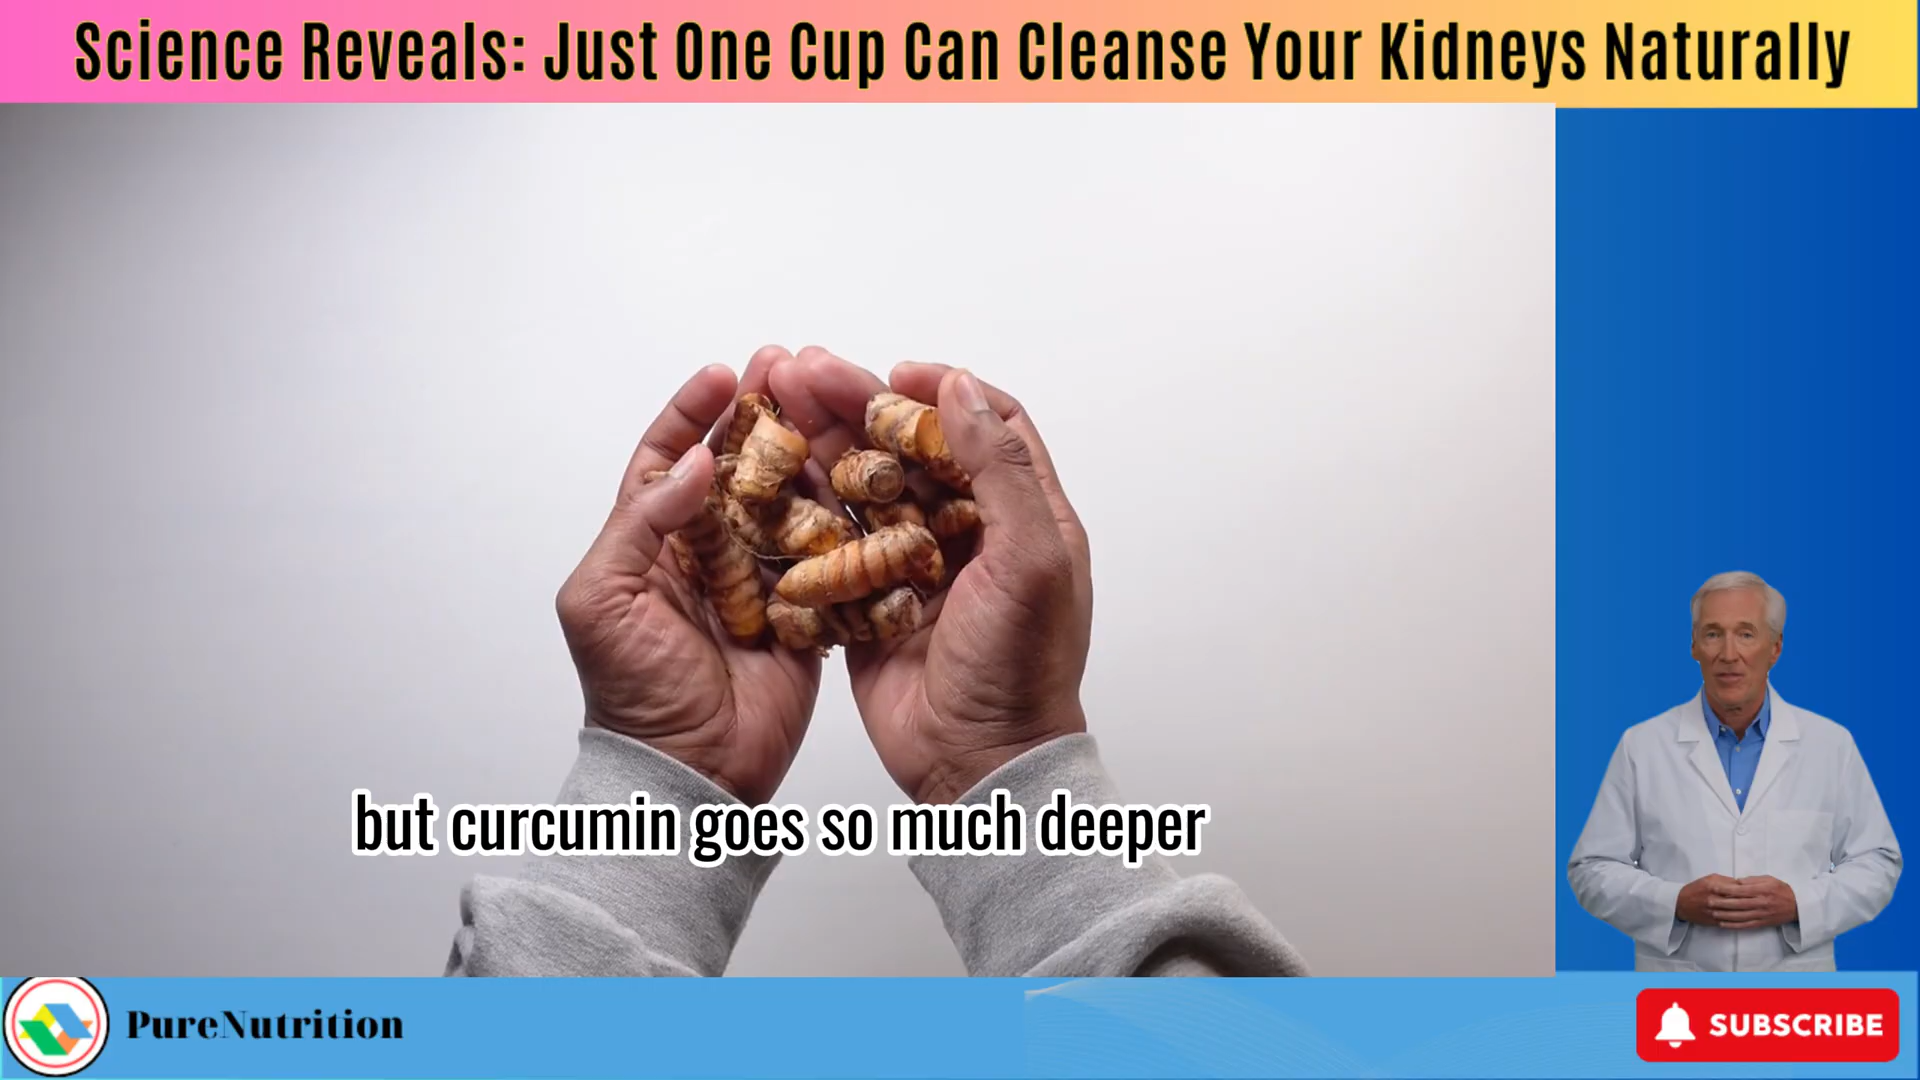 Science Reveals: Just One Cup Can Cleanse Your Kidneys Naturally
but curcumin goes so much deeper
PureNutrition
SUBSCRIBE